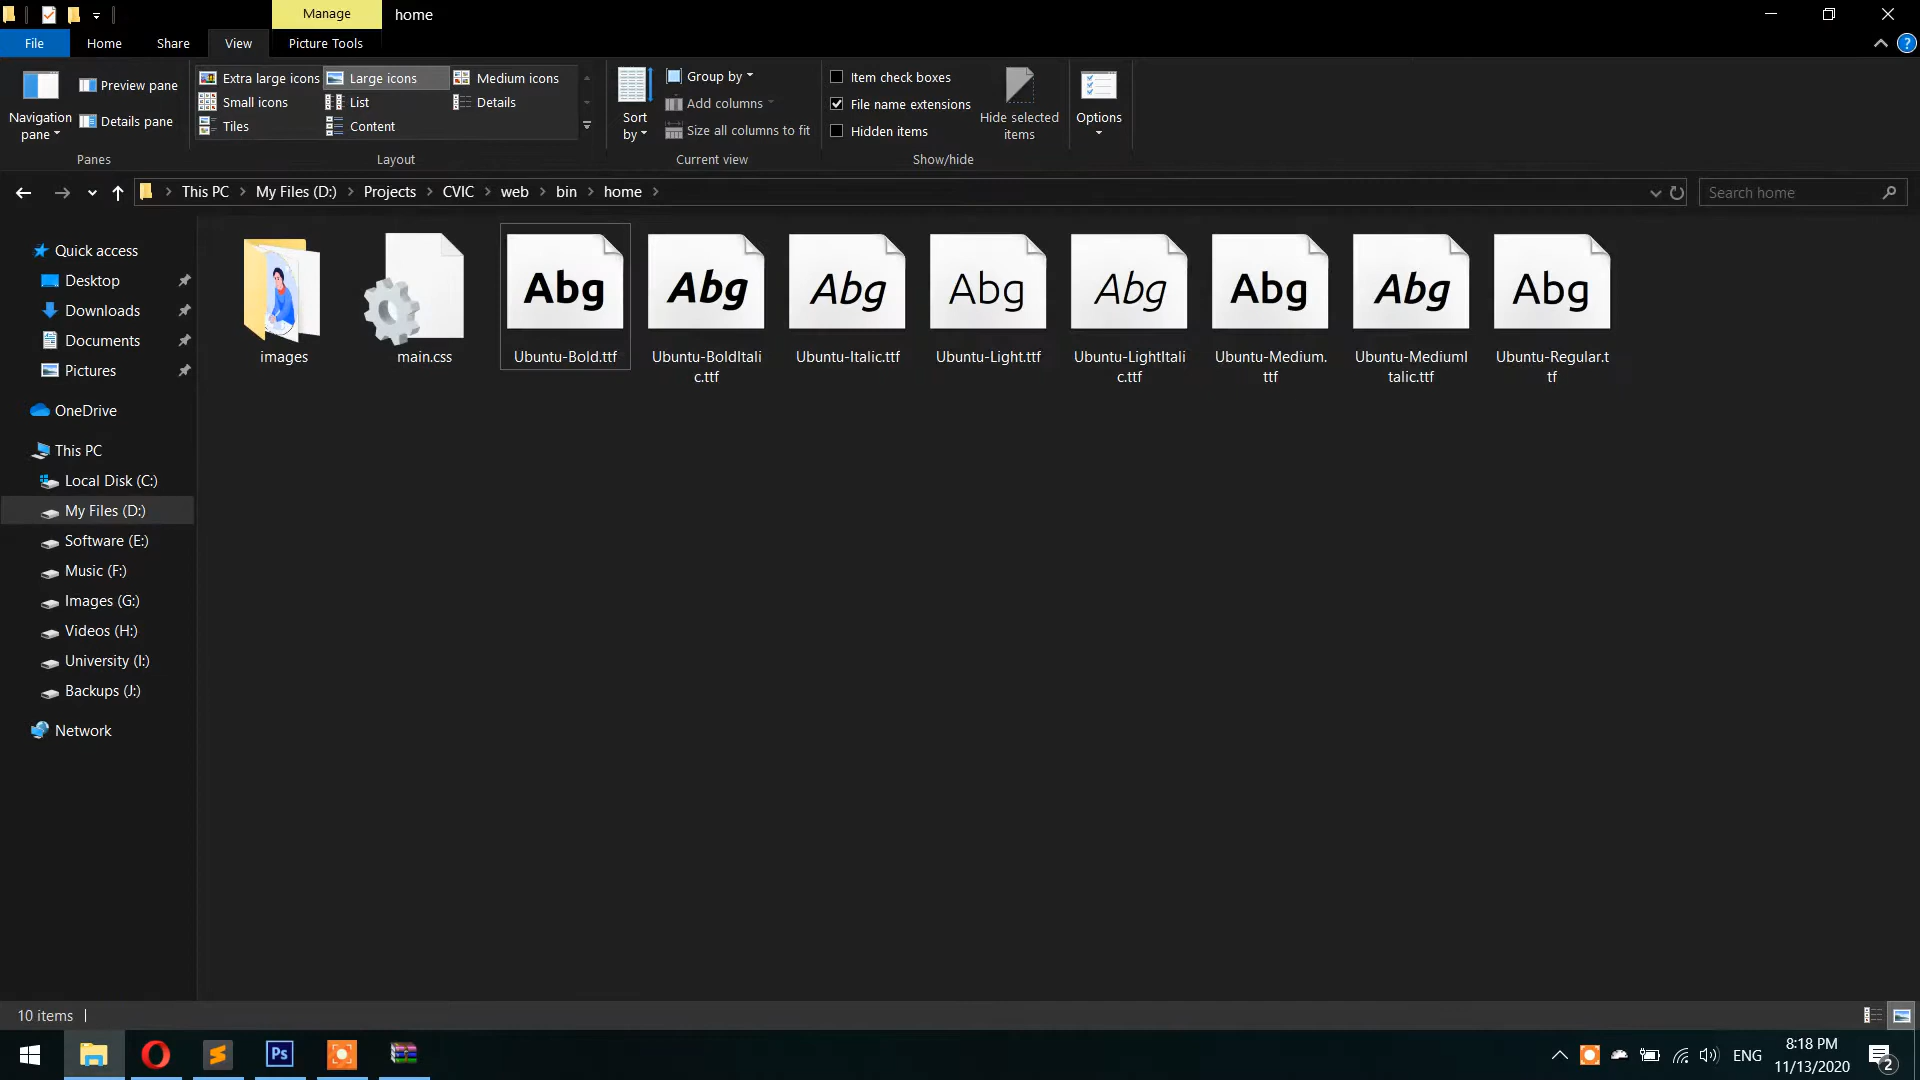 Manage
home
File
Home
Share
View
Picture Tools
Navigation pane
Preview pane
Details pane
Panes
Extra large icons
Large icons
Medium icons
Small icons
List
Details
Tiles
Content
Layout
Sort by
Group by
Add columns
Size all columns to fit
Current view
Item check boxes
File name extensions
Hidden items
Hide selected items
Show/hide
Options
This PC
My Files (D:)
Projects
CVIC
web
bin
home
Search home
Quick access
Desktop
Downloads
Documents
Pictures
OneDrive
This PC
Local Disk (C:)
My Files (D:)
Software (E:)
Music (F:)
Images (G:)
Videos (H:)
University (I:)
Backups (J:)
Network
Abg
Abg
Abg
Abg
Abg
Abg
Abg
Abg
images
main.css
Ubuntu-Bold.ttf
Ubuntu-BoldItali
c.ttf
Ubuntu-Italic.ttf
Ubuntu-Light.ttf
Ubuntu-LightItali
c.ttf
Ubuntu-Medium.
ttf
Ubuntu-MediumI
talic.ttf
Ubuntu-Regular.t
tf
10 items
Ps
ENG
8:18 PM
11/13/2020
2